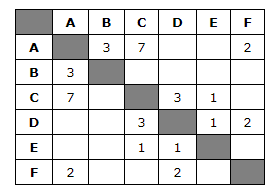 A B C D E F
A 3 7 2
B 3
C 7 3 1
D 3 1 2
E 1 1
F 2 2